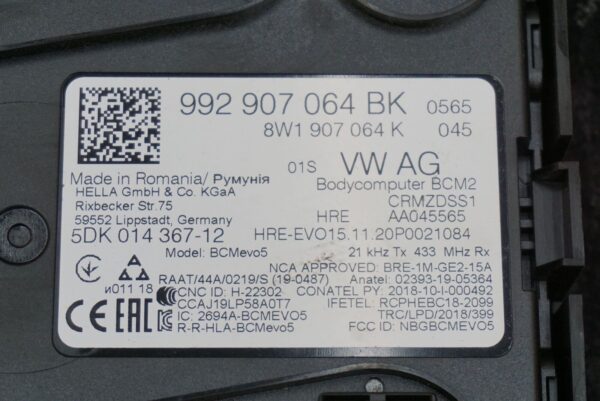 992 907 064 BK 0565
8W1 907 064 K 045
Made in Romania/ Румунія 01S VW AG
HELLA GmbH & Co. KGaA Bodycomputer BCM2
Rixbecker Str.75 CRMZDSS1
59552 Lippstadt, Germany HRE AA045565
5DK 014 367-12 HRE-EVO15.11.20P0021084
Model: BCMevo5 21 kHz Tx 433 MHz Rx
NCA APPROVED: BRE-1M-GE2-15A
RAAT/44A/0219/S (19-0487) Anatel: 02393-19-05364
и011 18 CNC ID: H-22302 CONATEL PY: 2018-10-I-000492
CCAJ19LP58A0T7 IFETEL: RCPHEBC18-2099
CE EAC IC: 2694A-BCMEVO5 TRC/LPD/2018/399
R-R-HLA-BCMevo5 FCC ID: NBGBCMEVO5